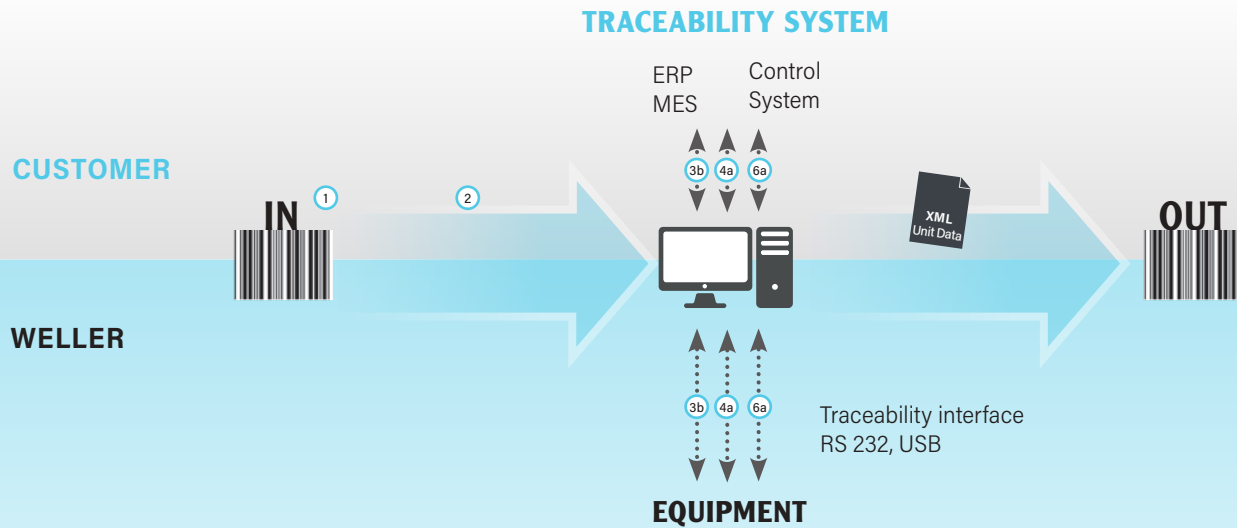 TRACEABILITY SYSTEM
ERP
MES
Control
System
3b
4a
6a
CUSTOMER
IN
1
2
XML
Unit Data
OUT
WELLER
3b
4a
6a
Traceability interface
RS 232, USB
EQUIPMENT